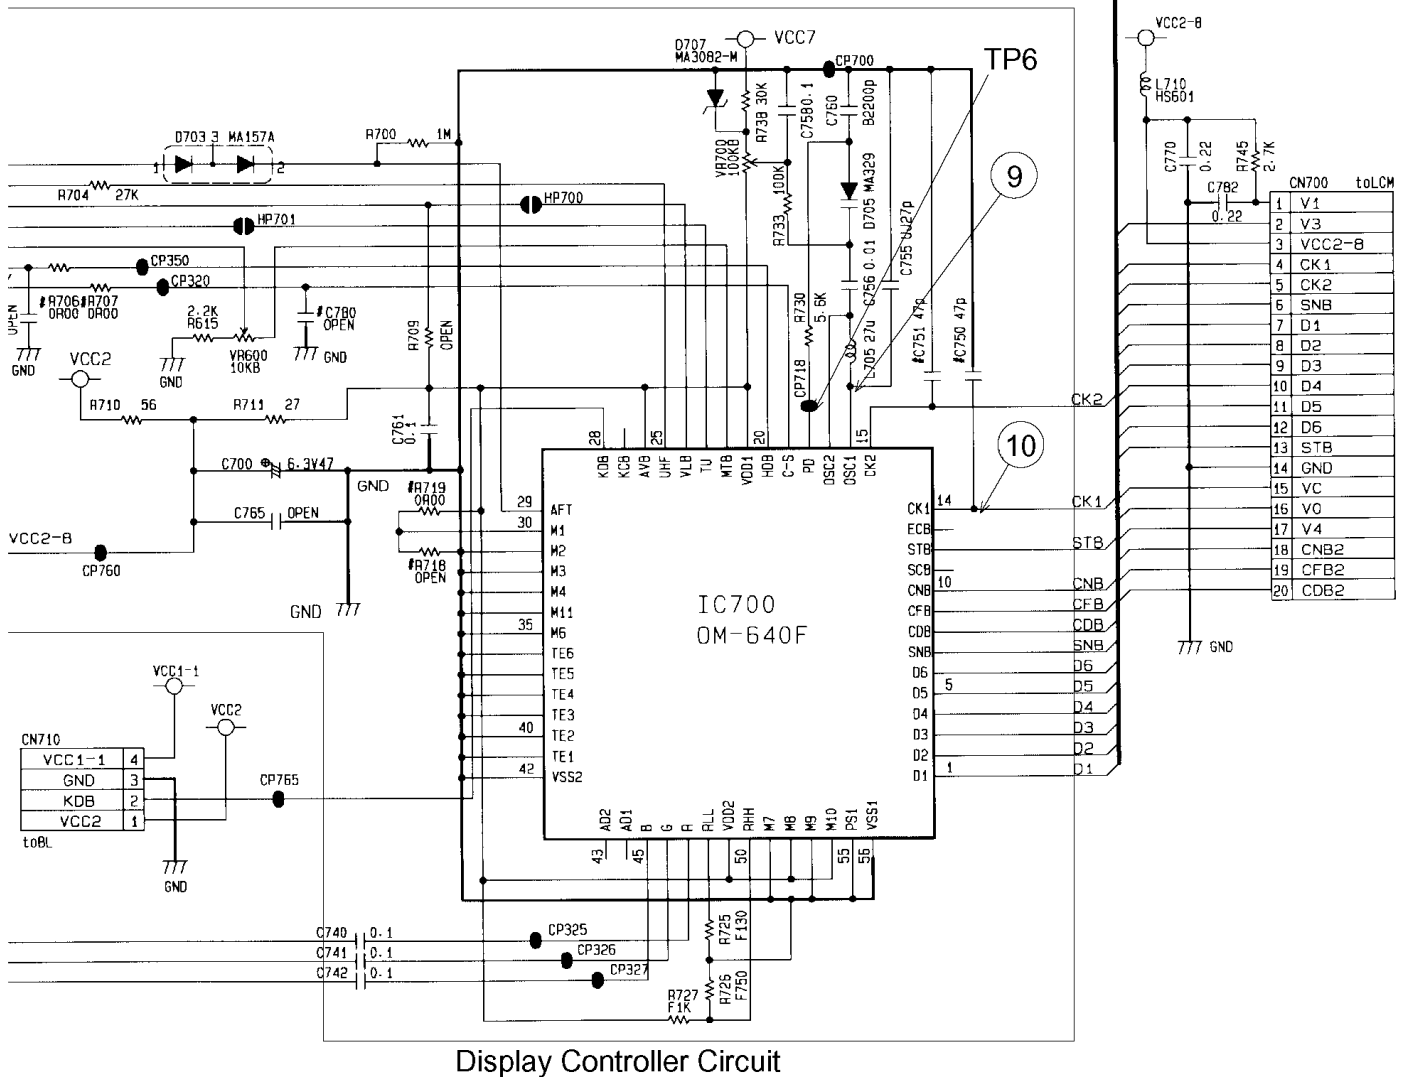 VCC2-8
VCC7
D707
MA3082-M
CP700
TP6
L710
HS601
R738 30K
C758 0.1
C760
B2200p
D703 3 MA157A
1
2
R700
1M
VR700
100KB
R733
100K
D705 MA329
9
C770
0.22
R745
2.7K
C782
0.22
CN700 toLCM
1 V1
2 V3
3 VCC2-8
4 CK1
5 CK2
6 SNB
7 D1
8 D2
9 D3
10 D4
11 D5
12 D6
13 STB
14 GND
15 VC
16 V0
17 V4
18 CNB2
19 CFB2
20 CDB2
GND
R704
27K
HP700
HP701
CP350
CP320
C756 0.01
C755 UJ27p
OPEN
#R706
0R00
#R707
0R00
GND
2.2K
R615
GND
VR600
10KB
#C780
OPEN
GND
R709
OPEN
R730
5.6K
L705 27u
#C751 47p
#C750 47p
CP718
VCC2
R710 56
R711 27
C761
0.1
C700
6.3V47
C765 OPEN
GND
GND
VCC2-8
CP760
#R719
0R00
#R718
OPEN
28
25
20
15
KDB
KCB
AVB
UHF
VLB
TU
MTB
VDD1
HDB
C-S
PD
OSC2
OSC1
CK2
CK2
10
29 AFT
30 M1
M2
M3
M4
M11
35 M6
TE6
TE5
TE4
TE3
40 TE2
TE1
42 VSS2
IC700
OM-640F
CK1 14
ECB
STB
SCB
CNB 10
CFB
CDB
SNB
D6
D5 5
D4
D3
D2
D1 1
CK1
STB
CNB
CFB
CDB
SNB
D6
D5
D4
D3
D2
D1
AD2
AD1
B
G
R
RLL
VDD2
RHH
M7
M8
M9
M10
PS1
VSS1
43
45
50
55
56
VCC1-1
VCC2
CN710
VCC1-1 4
GND 3
KDB 2
VCC2 1
toBL
GND
CP765
C740 0.1
C741 0.1
C742 0.1
CP325
CP326
CP327
R725
F130
R726
F750
R727
F1K
Display Controller Circuit